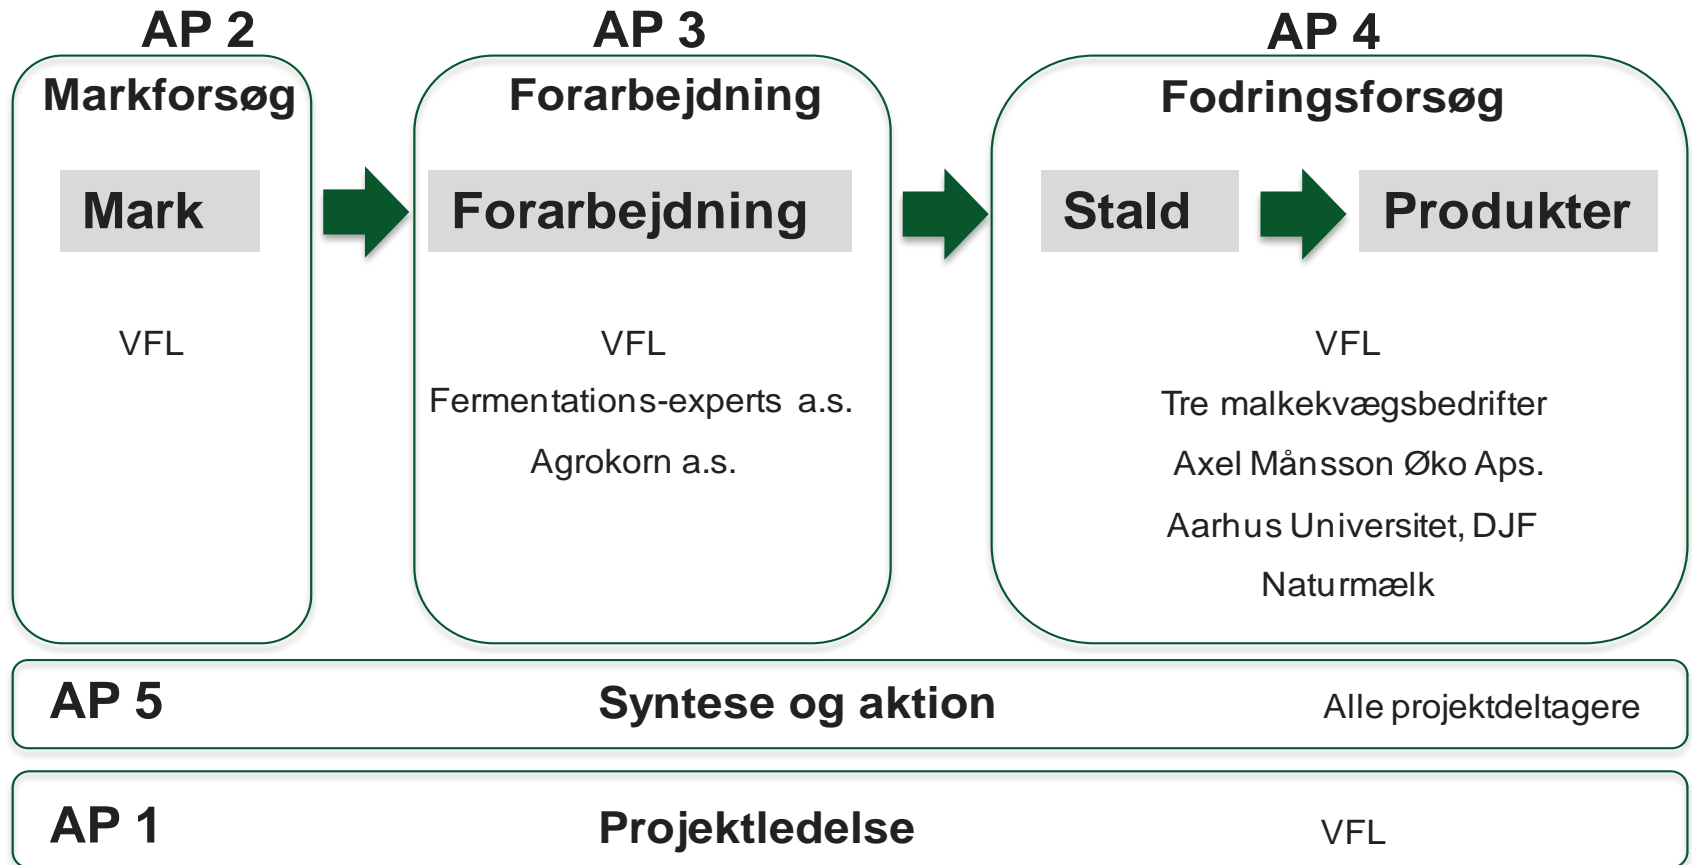 AP 2
Markforsøg
Mark
VFL
AP 3
Forarbejdning
Forarbejdning
VFL
Fermentations-experts a.s.
Agrokorn a.s.
AP 4
Fodringsforsøg
Stald
Produkter
VFL
Tre malkekvægsbedrifter
Axel Månsson Øko Aps.
Aarhus Universitet, DJF
Naturmælk
AP 5 Syntese og aktion Alle projektdeltagere
AP 1 Projektledelse VFL